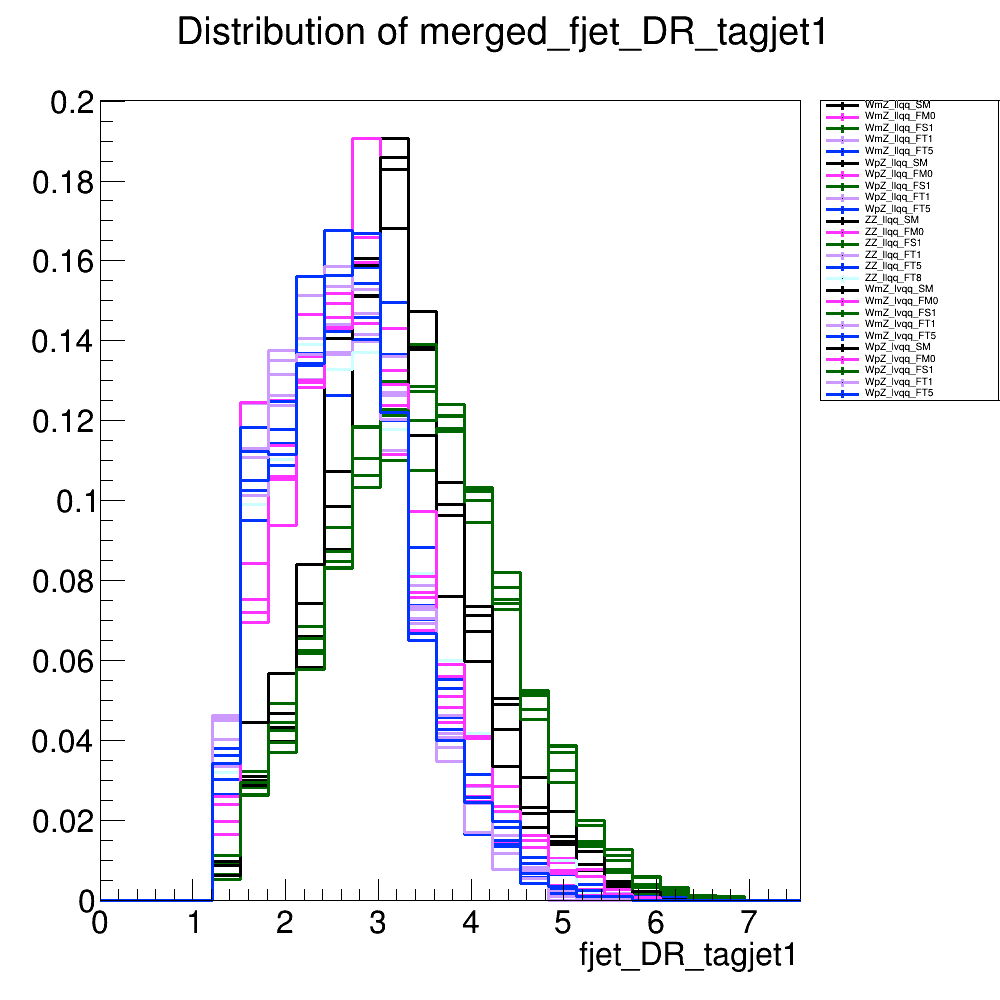 Distribution of merged_fjet_DR_tagjet1
0.2
0.18
0.16
0.14
0.12
0.1
0.08
0.06
0.04
0.02
0
0 1 2 3 4 5 6 7
fjet_DR_tagjet1
WmZ_llqq_SM
WmZ_llqq_FM0
WmZ_llqq_FS1
WmZ_llqq_FT1
WmZ_llqq_FT5
WpZ_llqq_SM
WpZ_llqq_FM0
WpZ_llqq_FS1
WpZ_llqq_FT1
WpZ_llqq_FT5
ZZ_llqq_SM
ZZ_llqq_FM0
ZZ_llqq_FS1
ZZ_llqq_FT1
ZZ_llqq_FT5
ZZ_llqq_FT8
WmZ_lvqq_SM
WmZ_lvqq_FM0
WmZ_lvqq_FS1
WmZ_lvqq_FT1
WmZ_lvqq_FT5
WpZ_lvqq_SM
WpZ_lvqq_FM0
WpZ_lvqq_FS1
WpZ_lvqq_FT1
WpZ_lvqq_FT5